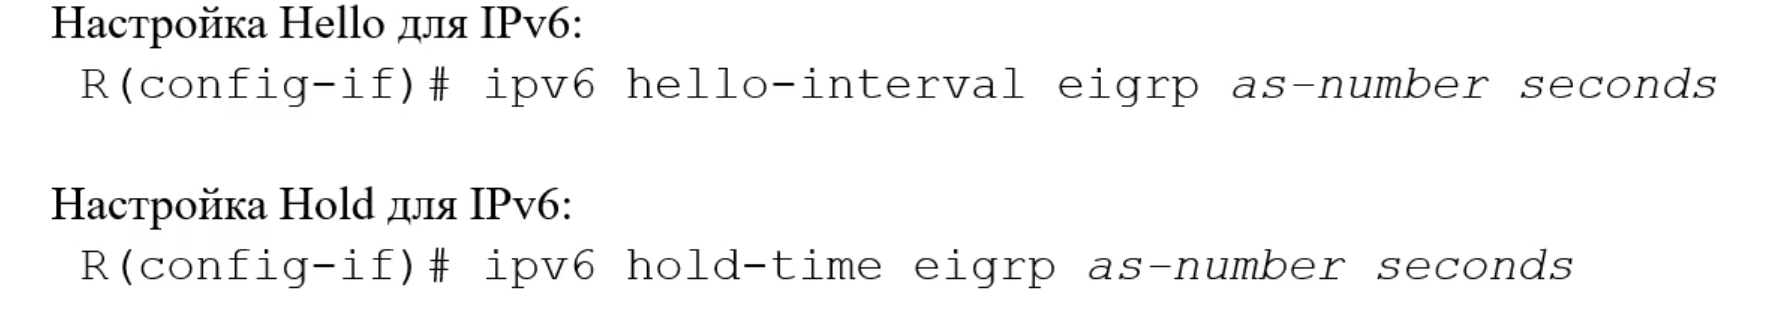 Настройка Hello для IPv6:
R(config-if)# ipv6 hello-interval eigrp as-number seconds
Настройка Hold для IPv6:
R(config-if)# ipv6 hold-time eigrp as-number seconds